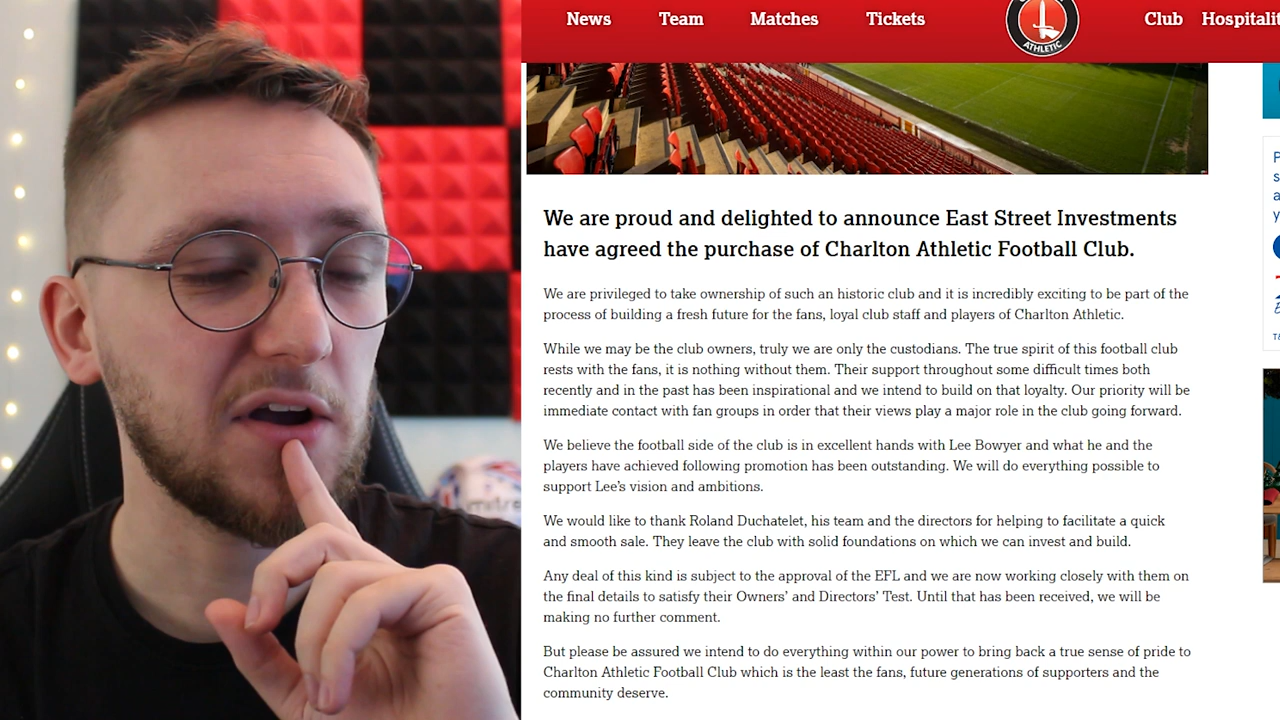 News Team Matches Tickets Club Hospitalit
ATHLETIC
We are proud and delighted to announce East Street Investments
have agreed the purchase of Charlton Athletic Football Club.
We are privileged to take ownership of such an historic club and it is incredibly exciting to be part of the
process of building a fresh future for the fans, loyal club staff and players of Charlton Athletic.
While we may be the club owners, truly we are only the custodians. The true spirit of this football club
rests with the fans, it is nothing without them. Their support throughout some difficult times both
recently and in the past has been inspirational and we intend to build on that loyalty. Our priority will be
immediate contact with fan groups in order that their views play a major role in the club going forward.
We believe the football side of the club is in excellent hands with Lee Bowyer and what he and the
players have achieved following promotion has been outstanding. We will do everything possible to
support Lee's vision and ambitions.
We would like to thank Roland Duchatelet, his team and the directors for helping to facilitate a quick
and smooth sale. They leave the club with solid foundations on which we can invest and build.
Any deal of this kind is subject to the approval of the EFL and we are now working closely with them on
the final details to satisfy their Owners' and Directors' Test. Until that has been received, we will be
making no further comment.
But please be assured we intend to do everything within our power to bring back a true sense of pride to
Charlton Athletic Football Club which is the least the fans, future generations of supporters and the
community deserve.